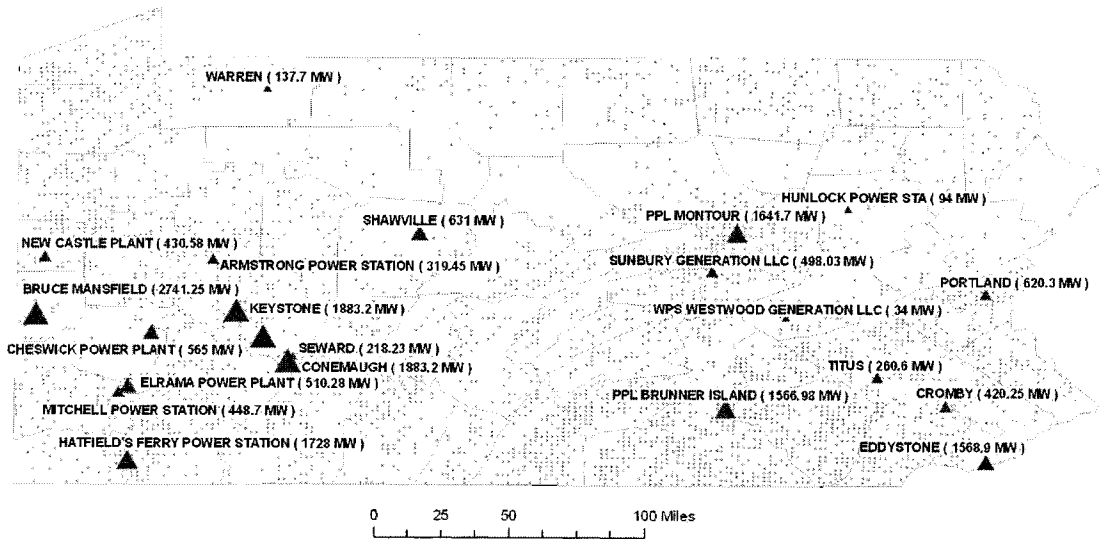 WARREN ( 137.7 MW )
HUNLOCK POWER STA ( 94 MW )
SHAWVILLE ( 631 MW )
PPL MONTOUR ( 1641.7 MW )
NEW CASTLE PLANT ( 430.58 MW )
ARMSTRONG POWER STATION ( 319.45 MW )
SUNBURY GENERATION LLC ( 498.03 MW )
BRUCE MANSFIELD ( 2741.25 MW )
PORTLAND ( 620.3 MW )
KEYSTONE ( 1883.2 MW )
WPS WESTWOOD GENERATION LLC ( 34 MW )
CHESWICK POWER PLANT ( 565 MW )
SEWARD ( 218.23 MW )
CONEMAUGH ( 1883.2 MW )
TITUS ( 260.6 MW )
ELRAMA POWER PLANT ( 510.28 MW )
PPL BRUNNER ISLAND ( 1566.98 MW )
CROMBY ( 420.25 MW )
MITCHELL POWER STATION ( 448.7 MW )
HATFIELD'S FERRY POWER STATION ( 1728 MW )
EDDYSTONE ( 1568.9 MW )
0 25 50 100 Miles